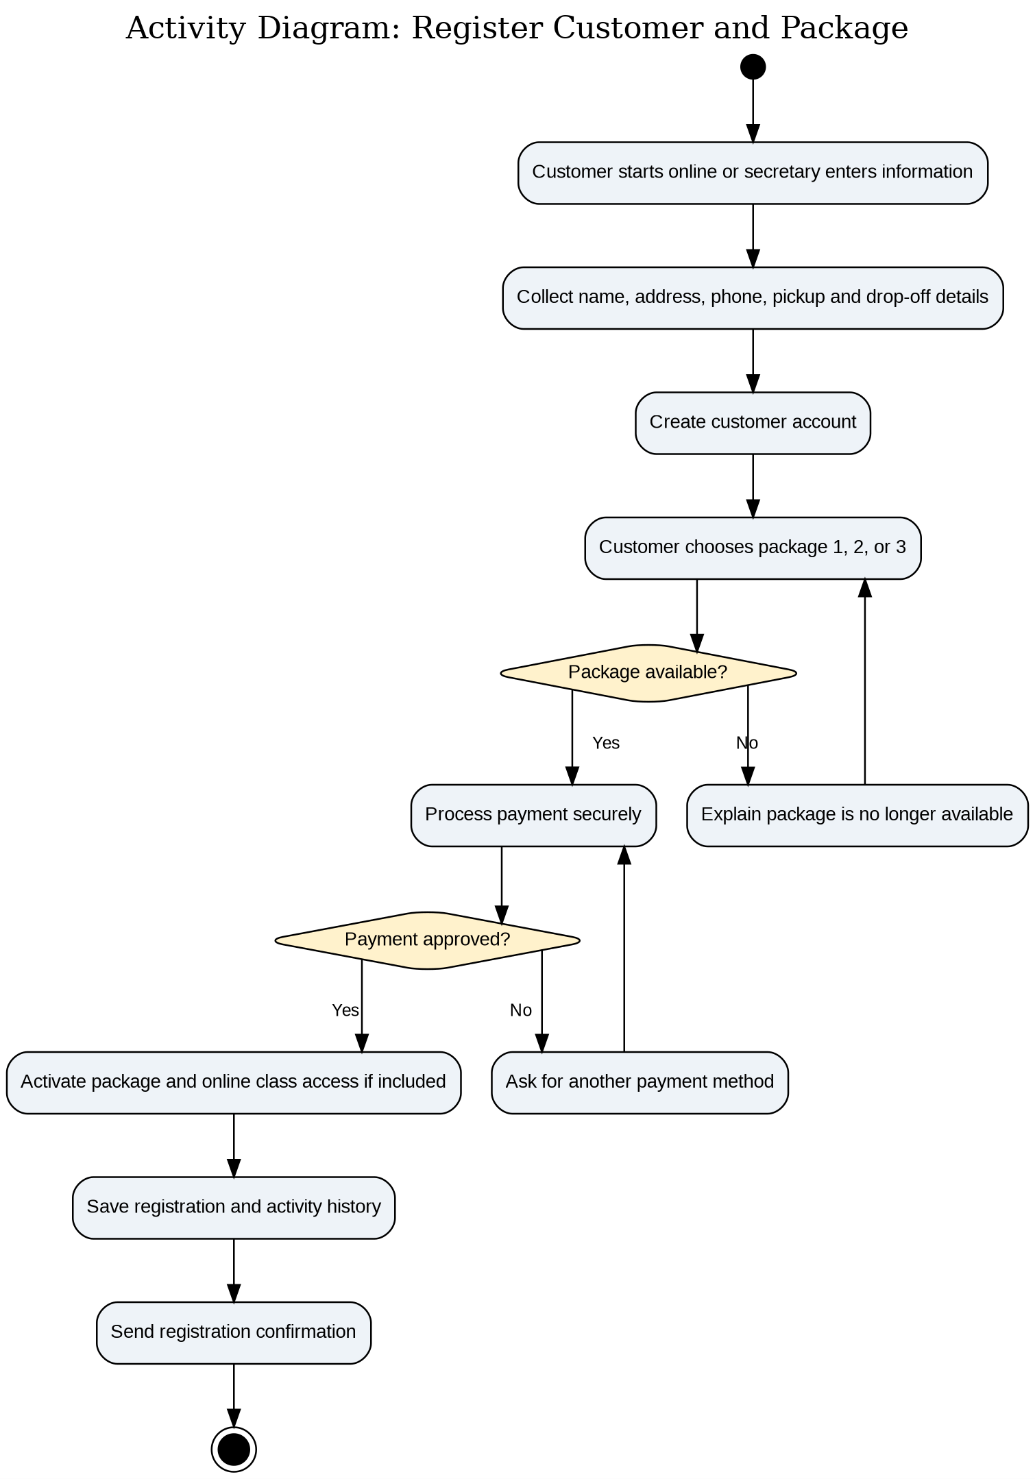 Activity Diagram: Register Customer and Package
Customer starts online or secretary enters information
Collect name, address, phone, pickup and drop-off details
Create customer account
Customer chooses package 1, 2, or 3
Package available?
Yes
No
Process payment securely
Explain package is no longer available
Payment approved?
Yes
No
Activate package and online class access if included
Ask for another payment method
Save registration and activity history
Send registration confirmation